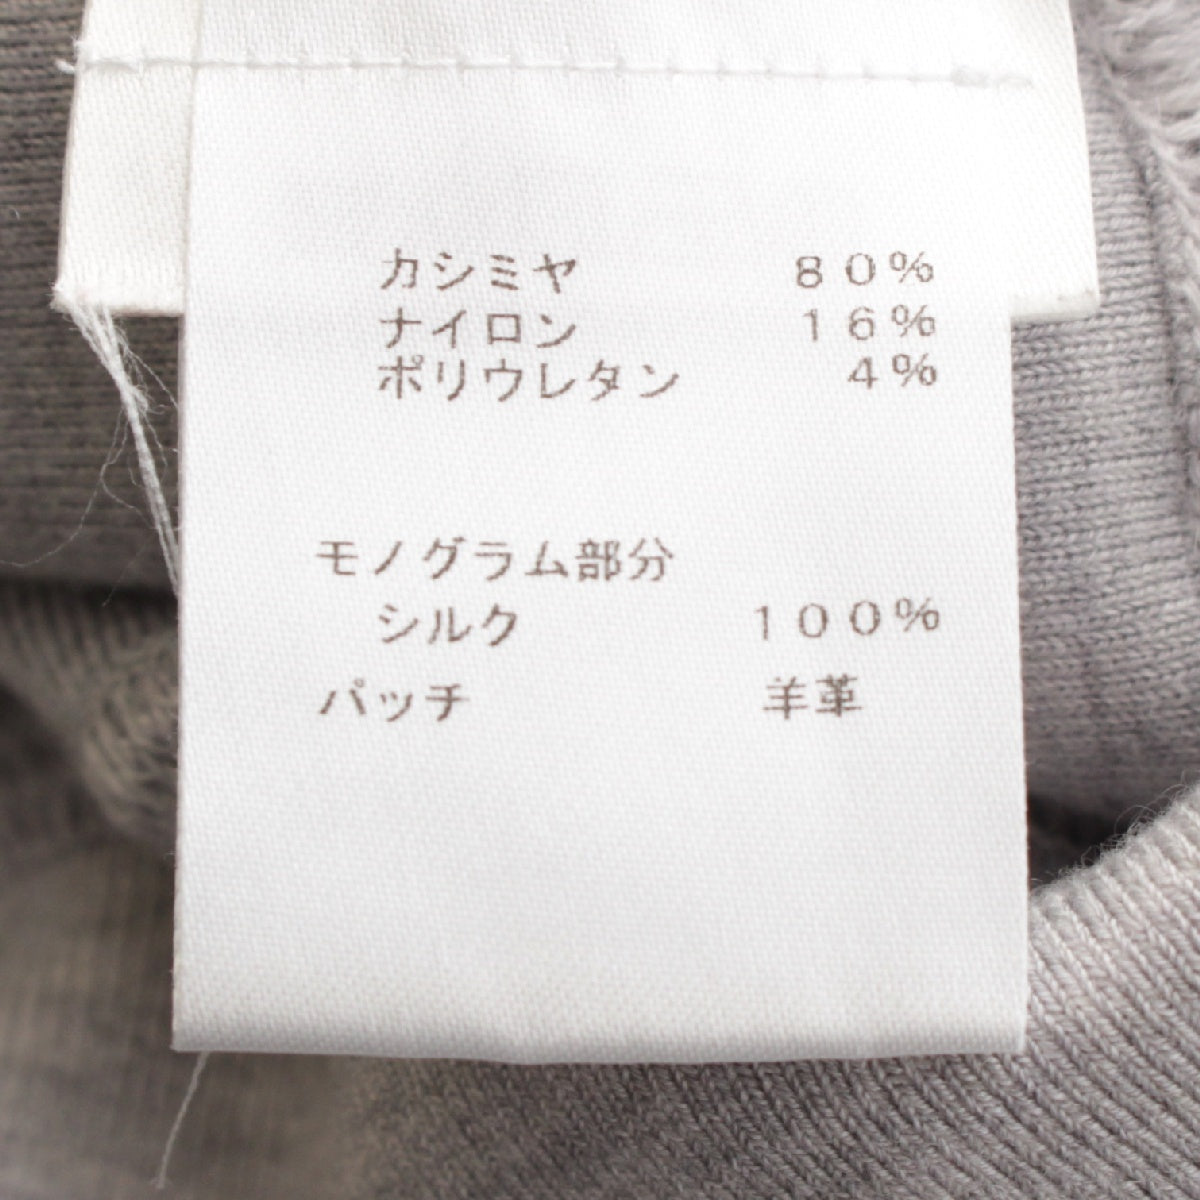 カシミヤ 80%
ナイロン 16%
ポリウレタン 4%
モノグラム部分
シルク 100%
パッチ 羊革